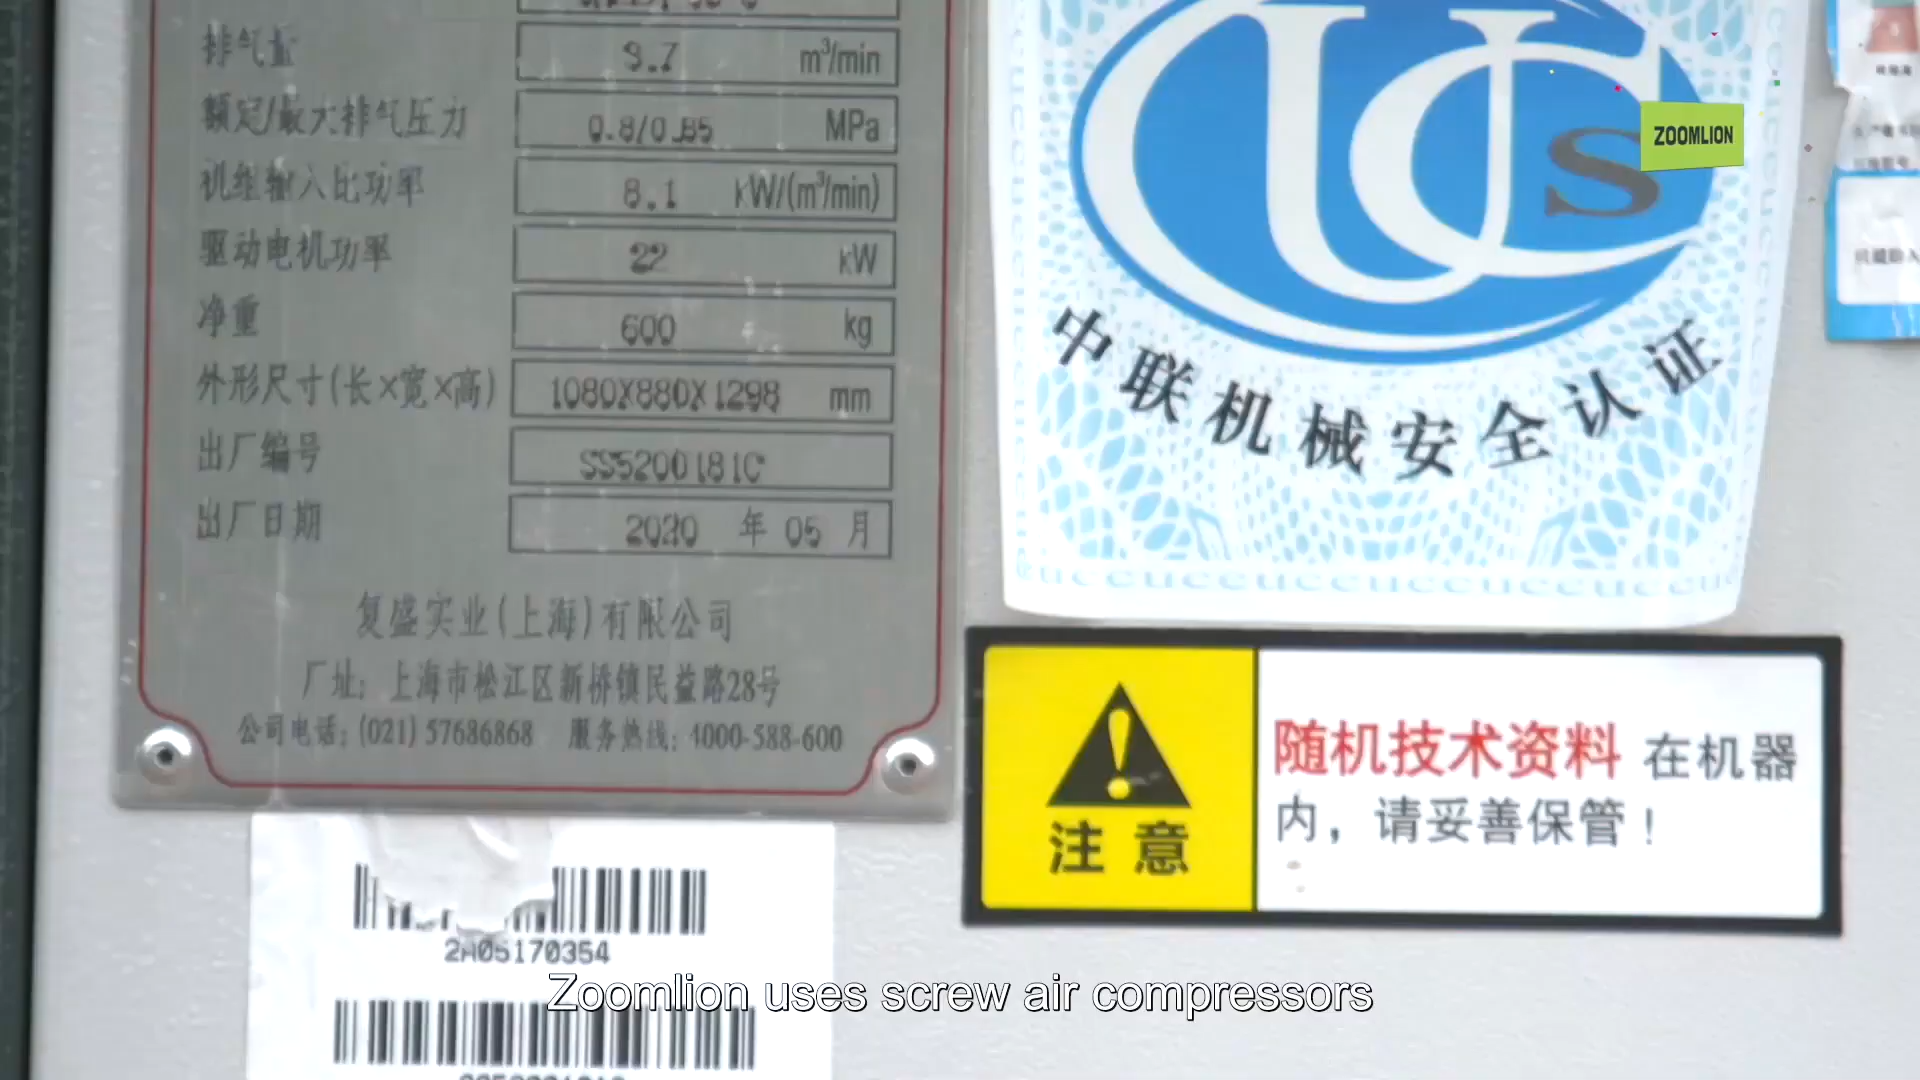 排气量 3.7 m³/min
额定/最大排气压力 0.8/0.85 MPa
机组输入比功率 8.1 kW/(m³/min)
驱动电机功率 22 kW
净重 600 kg
外形尺寸(长×宽×高) 1080X880X1298 mm
出厂编号 SS5200181C
出厂日期 2020 年 05 月
复盛实业(上海)有限公司
厂址: 上海市松江区新桥镇民益路28号
公司电话: (021) 57686868 服务热线: 4000-588-600
2A05170354
UCS
中联机械安全认证
ZOOMLION
注意
随机技术资料 在机器
内，请妥善保管！
Zoomlion uses screw air compressors